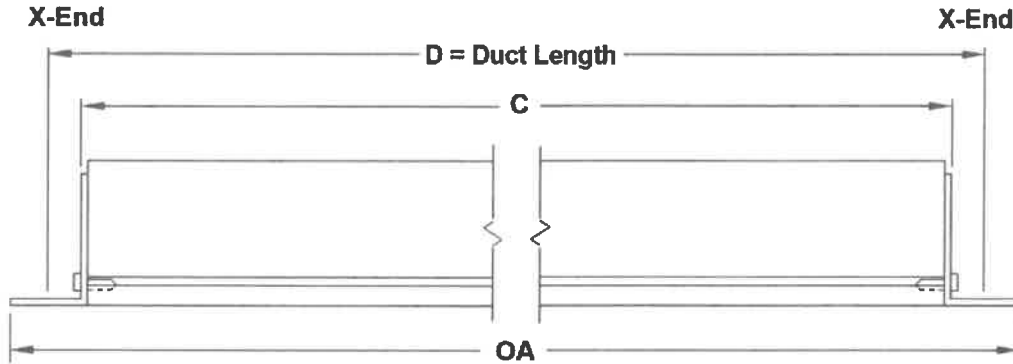 X-End
X-End
D = Duct Length
C
OA